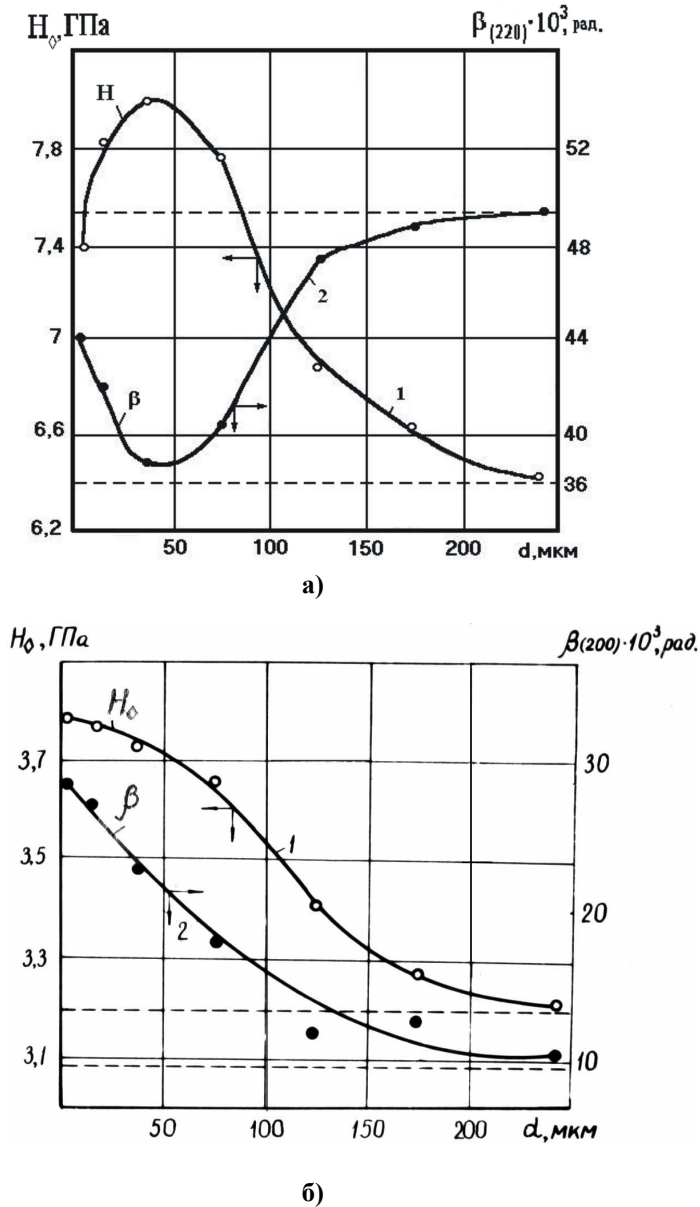 H◊, ГПа β(220)·10³, рад.
H
7,8 52
7,4 48
2
7 44
β
1
6,6 40
36
6,2
50 100 150 200 d, мкм
а)
H◊, ГПа β(200)·10³, рад.
H◊
3,7 30
β
1
3,5
20
2
3,3
3,1 10
50 100 150 200 d, мкм
б)